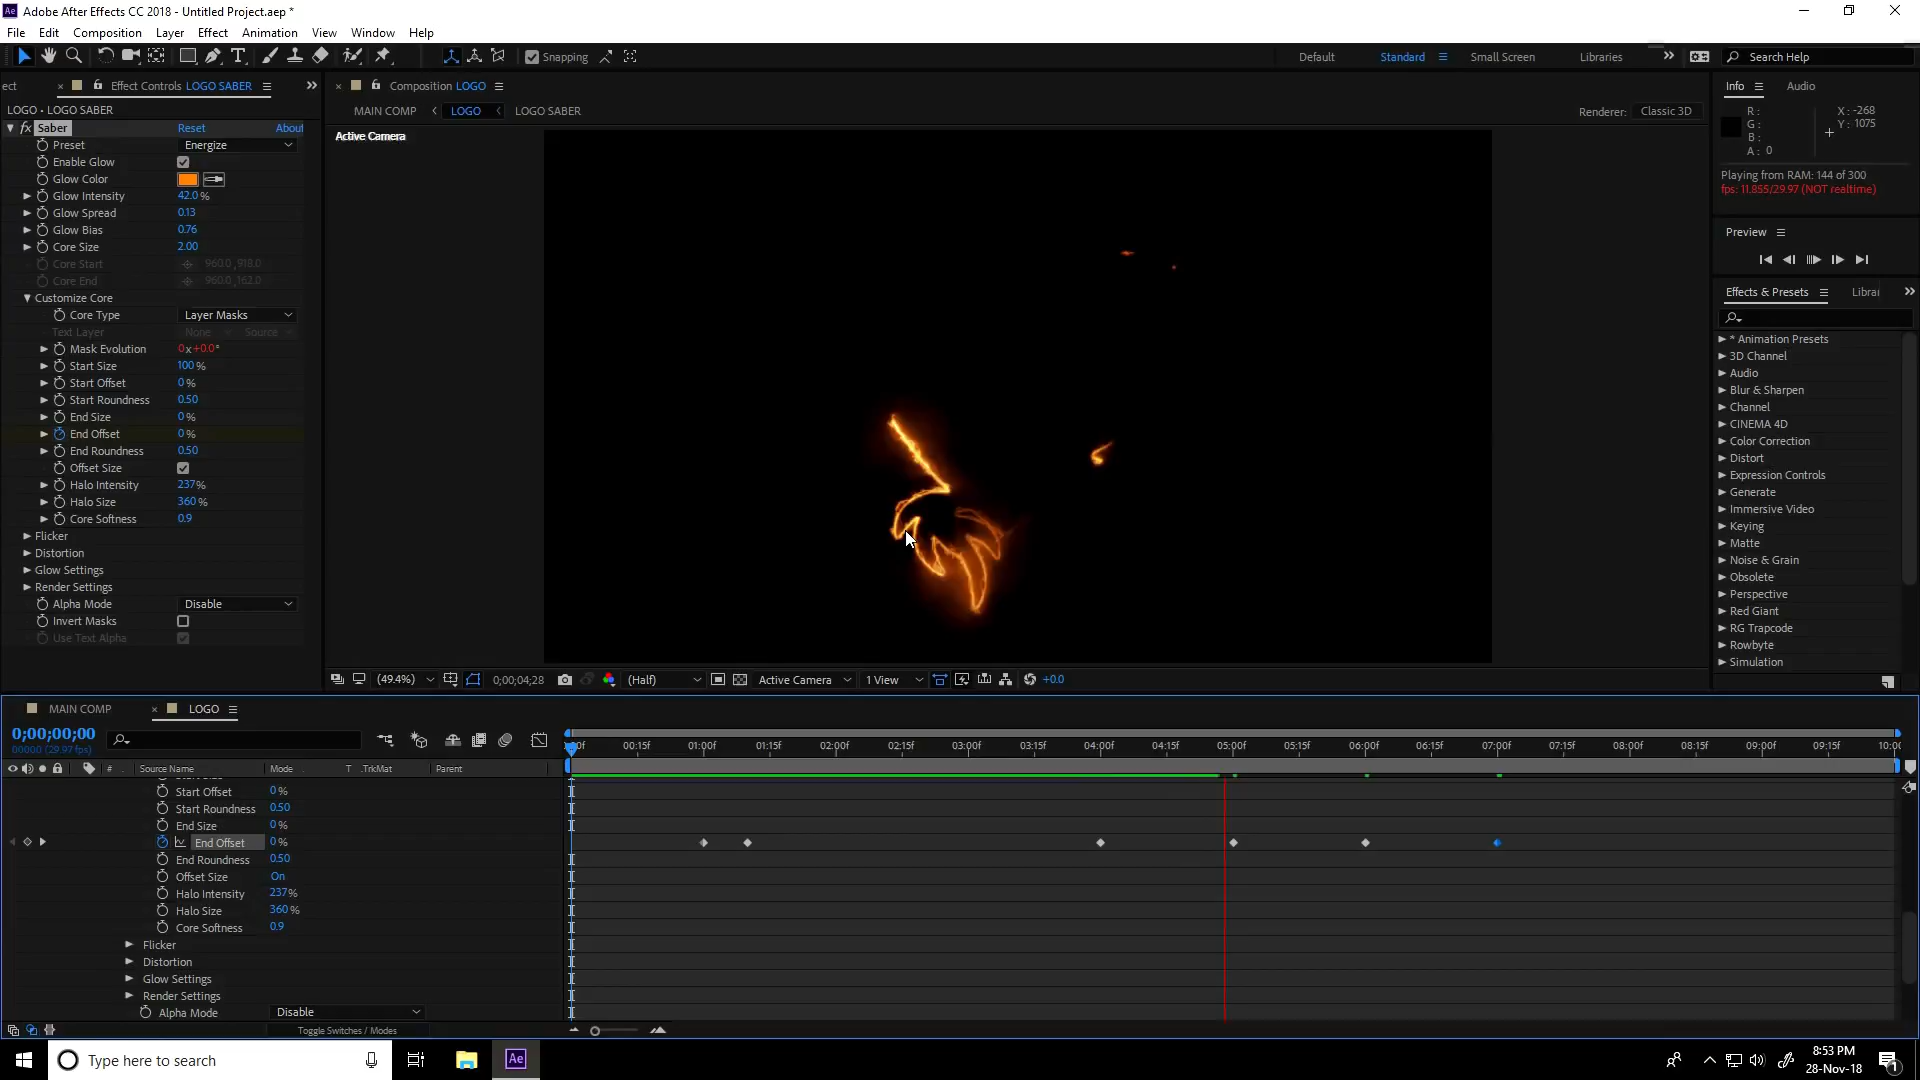 Adobe After Effects CC 2018 - Untitled Project.aep *
File Edit Composition Layer Effect Animation View Window Help
Snapping Default Standard Small Screen Libraries Search Help
ect Effect Controls LOGO SABER Composition LOGO Info Audio
LOGO • LOGO SABER MAIN COMP LOGO LOGO SABER Renderer: Classic 3D
fx Saber Reset About
Active Camera
Preset Energize
Enable Glow
Glow Color
Glow Intensity 42.0 %
Glow Spread 0.13
Glow Bias 0.76
Core Size 2.00
Core Start 960.0 ,918.0
Core End 960.0 ,162.0
Customize Core
Core Type Layer Masks
Text Layer None Source
Mask Evolution 0 x +0.0 °
Start Size 100 %
Start Offset 0 %
Start Roundness 0.50
End Size 0 %
End Offset 0 %
End Roundness 0.50
Offset Size
Halo Intensity 237 %
Halo Size 360 %
Core Softness 0.9
Flicker
Distortion
Glow Settings
Render Settings
Alpha Mode Disable
Invert Masks
Use Text Alpha
R : X : -268
G : Y : 1075
B :
A : 0
Playing from RAM: 144 of 300
fps: 11.855/29.97 (NOT realtime)
Preview
Effects & Presets Librai
* Animation Presets
3D Channel
Audio
Blur & Sharpen
Channel
CINEMA 4D
Color Correction
Distort
Expression Controls
Generate
Immersive Video
Keying
Matte
Noise & Grain
Obsolete
Perspective
Red Giant
RG Trapcode
Rowbyte
Simulation
(49.4%) 0;00;04;28 (Half) Active Camera 1 View +0.0
MAIN COMP LOGO
0;00;00;00
00000 (29.97 fps)
00f 00:15f 01:00f 01:15f 02:00f 02:15f 03:00f 03:15f 04:00f 04:15f 05:00f 05:15f 06:00f 06:15f 07:00f 07:15f 08:00f 08:15f 09:00f 09:15f 10:00
# Source Name Mode T .TrkMat Parent
Start Offset 0 %
Start Roundness 0.50
End Size 0 %
End Offset 0 %
End Roundness 0.50
Offset Size On
Halo Intensity 237 %
Halo Size 360 %
Core Softness 0.9
Flicker
Distortion
Glow Settings
Render Settings
Alpha Mode Disable
Toggle Switches / Modes
Type here to search
Ae
8:53 PM
28-Nov-18
1